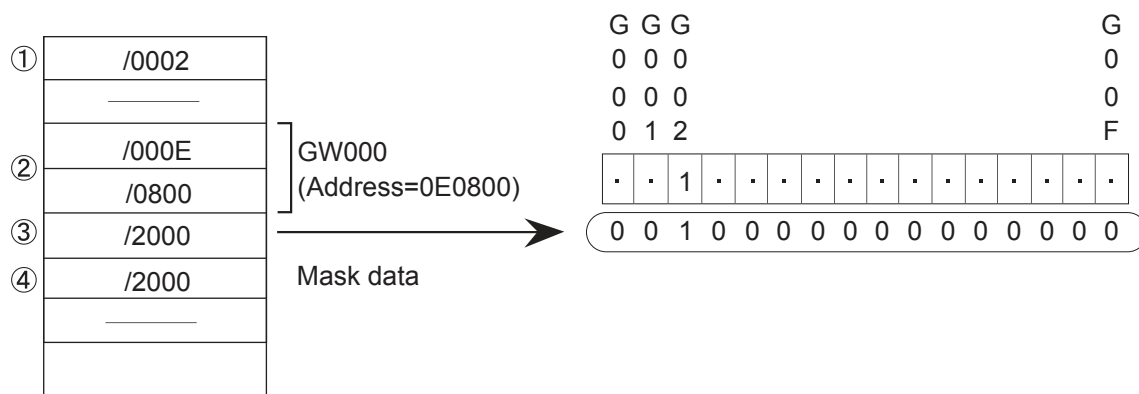 ① /0002
② /000E
/0800
③ /2000
④ /2000
GW000
(Address=0E0800)
Mask data
G G G G
0 0 0 0
0 0 0 0
0 1 2 F
· · 1 · · · · · · · · · · · · ·
0 0 1 0 0 0 0 0 0 0 0 0 0 0 0